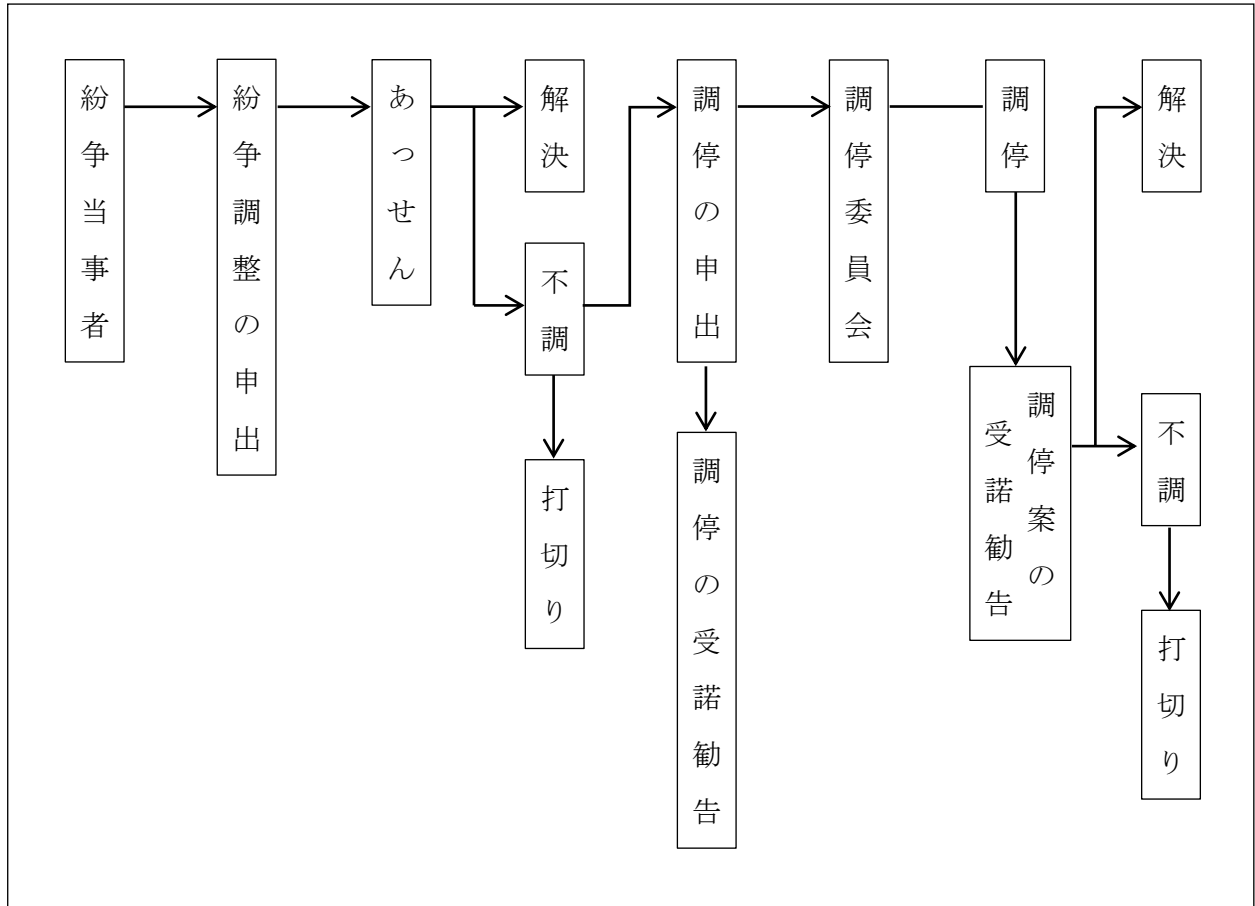 紛争当事者
紛争調整の申出
あっせん
解決
不調
打切り
調停の申出
調停の受諾勧告
調停委員会
調停
調停案の
受諾勧告
解決
不調
打切り